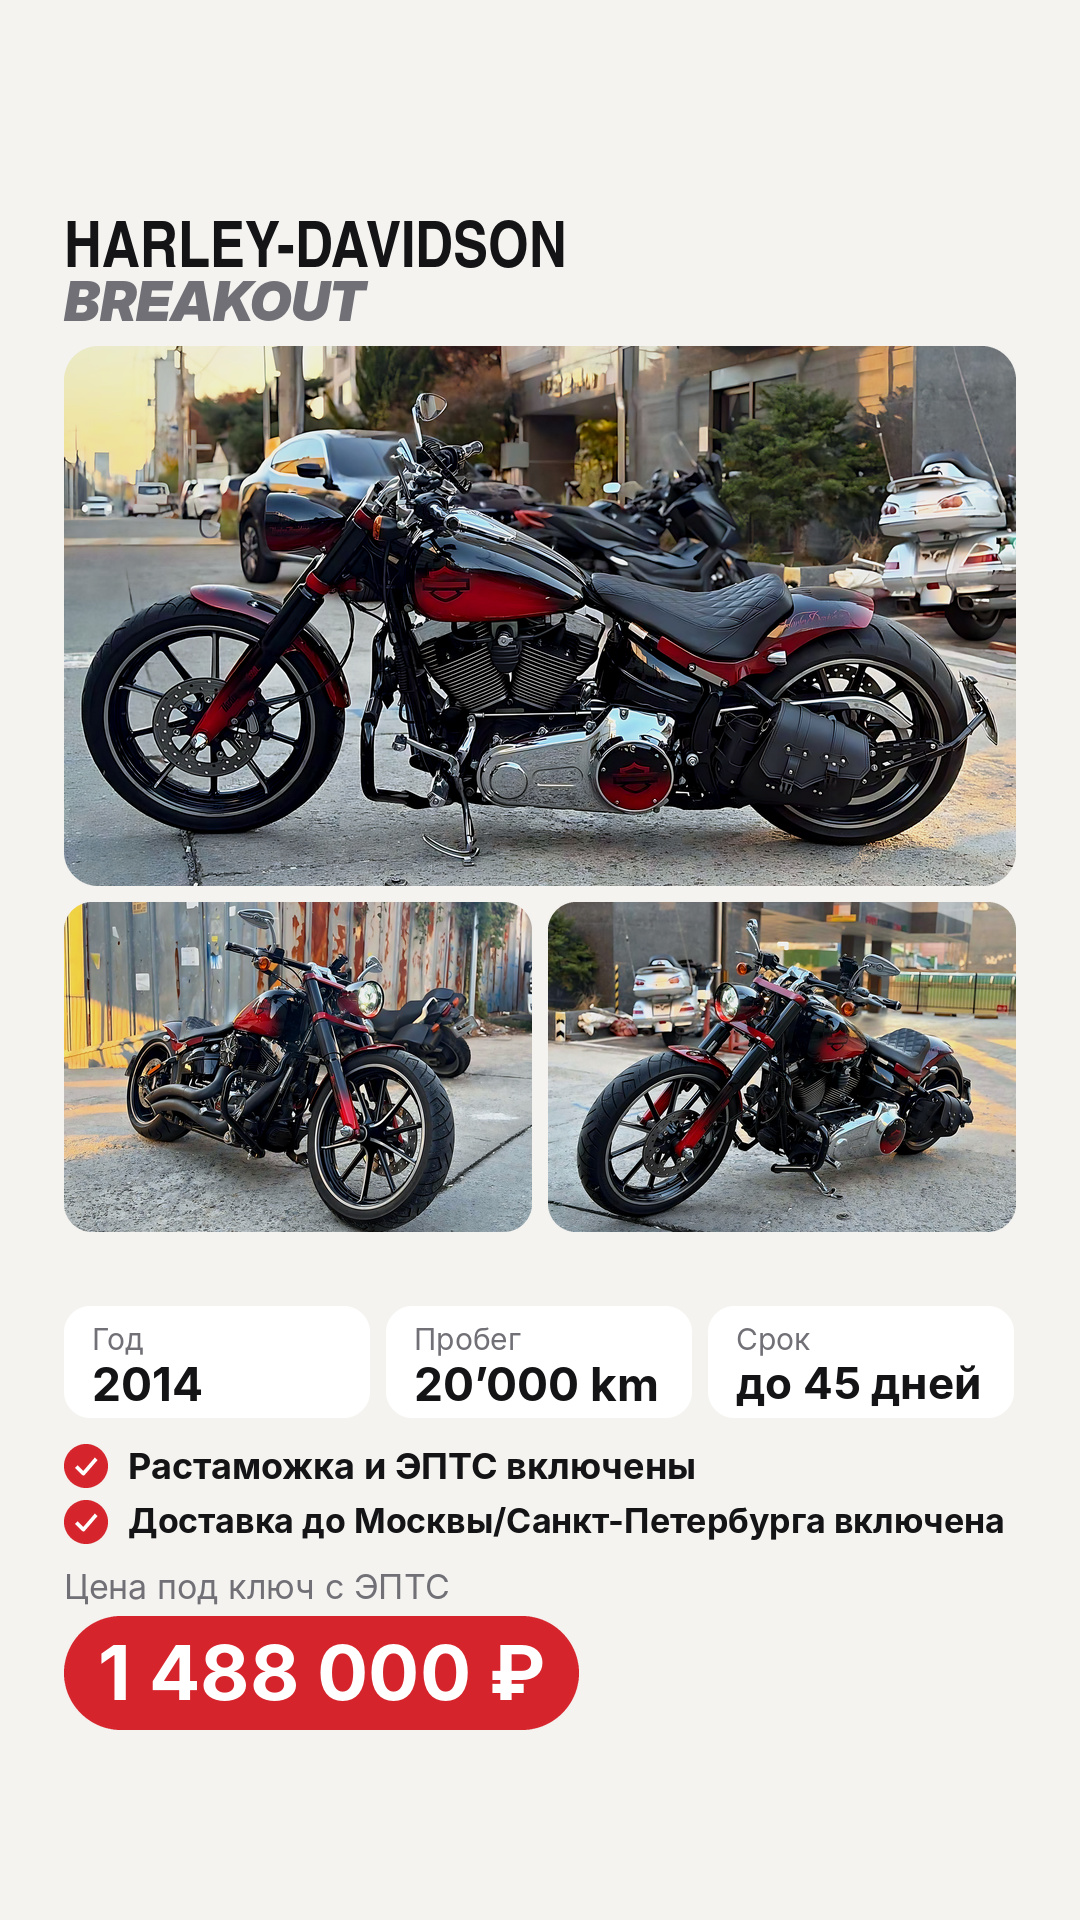 HARLEY-DAVIDSON
BREAKOUT
Год
2014
Пробег
20’000 km
Срок
до 45 дней
Растаможка и ЭПТС включены
Доставка до Москвы/Санкт-Петербурга включена
Цена под ключ с ЭПТС
1 488 000 ₽